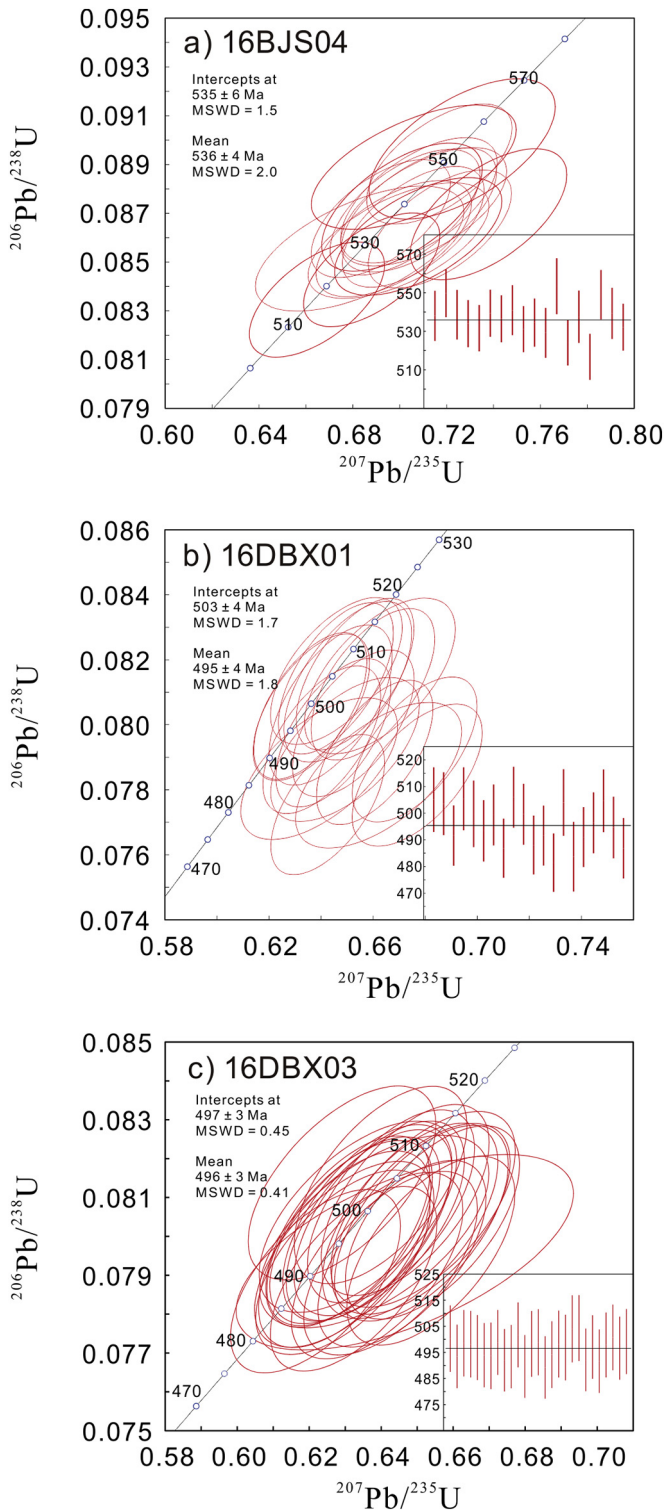 a) 16BJS04
Intercepts at
535 ± 6 Ma
MSWD = 1.5
Mean
536 ± 4 Ma
MSWD = 2.0
0.095
0.093
0.091
0.089
0.087
0.085
0.083
0.081
0.079
²⁰⁶Pb/²³⁸U
570
550
530
510
570
550
530
510
0.60 0.64 0.68 0.72 0.76 0.80
²⁰⁷Pb/²³⁵U
b) 16DBX01
Intercepts at
503 ± 4 Ma
MSWD = 1.7
Mean
495 ± 4 Ma
MSWD = 1.8
0.086
0.084
0.082
0.080
0.078
0.076
0.074
²⁰⁶Pb/²³⁸U
530
520
510
500
490
480
470
520
510
500
490
480
470
0.58 0.62 0.66 0.70 0.74
²⁰⁷Pb/²³⁵U
c) 16DBX03
Intercepts at
497 ± 3 Ma
MSWD = 0.45
Mean
496 ± 3 Ma
MSWD = 0.41
0.085
0.083
0.081
0.079
0.077
0.075
²⁰⁶Pb/²³⁸U
520
510
500
490
480
470
525
515
505
495
485
475
0.58 0.60 0.62 0.64 0.66 0.68 0.70
²⁰⁷Pb/²³⁵U